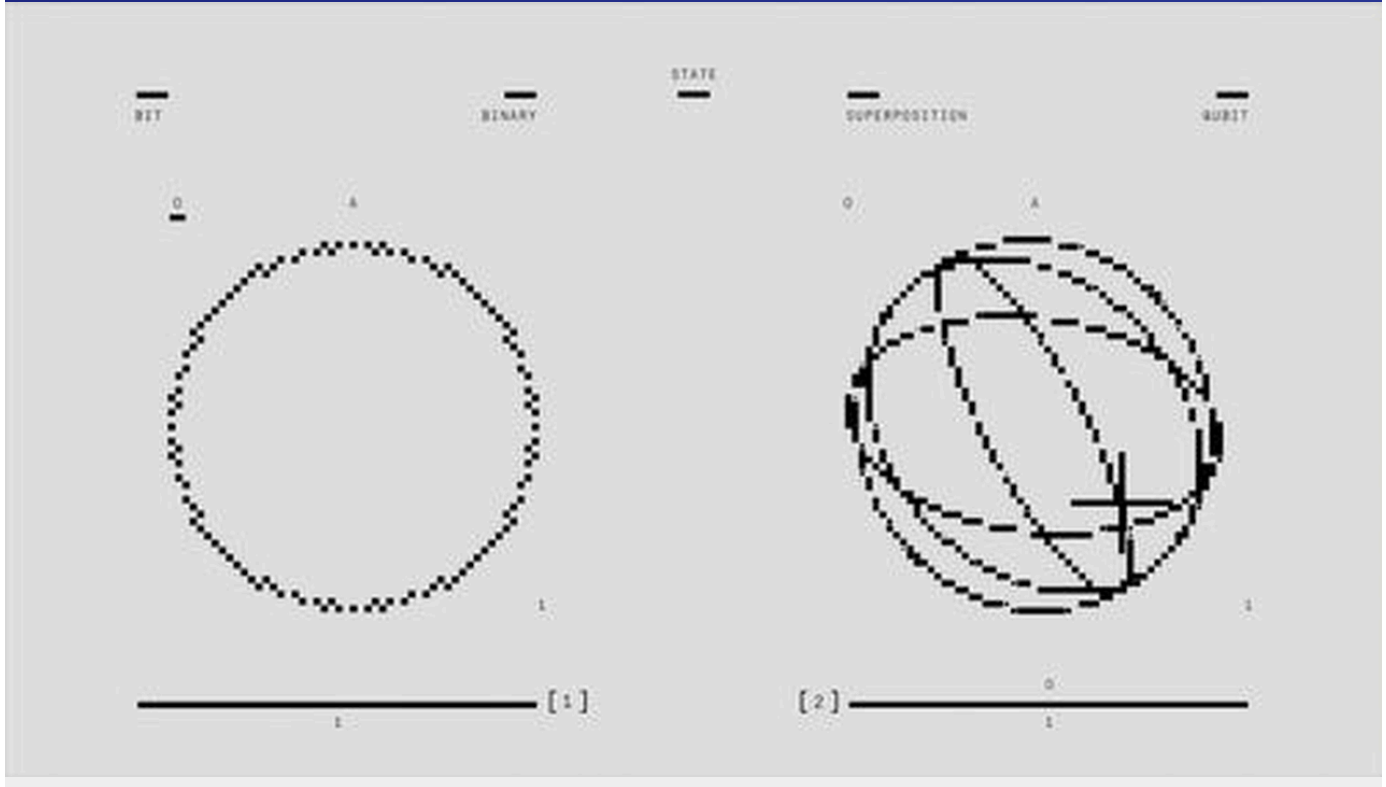 STATE
BIT
BINARY
SUPERPOSITION
QUBIT
0
A
0
A
1
1
[1]
[2]
0
1
1